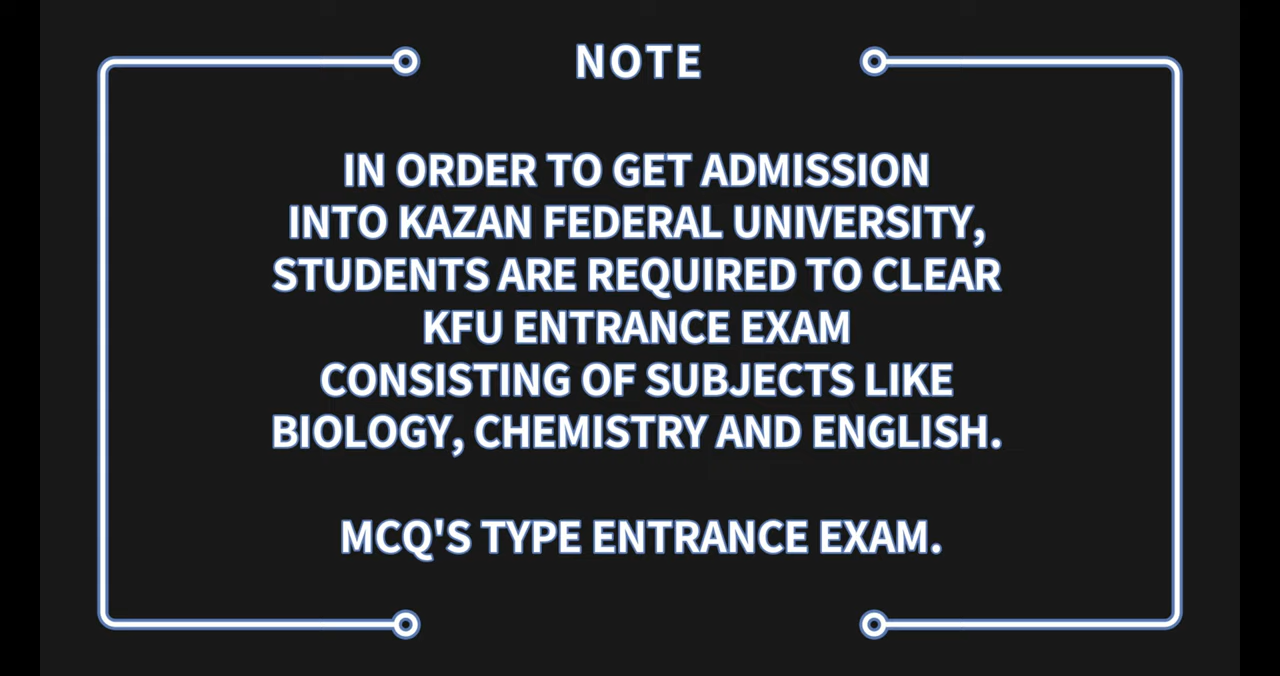 NOTE
IN ORDER TO GET ADMISSION
INTO KAZAN FEDERAL UNIVERSITY,
STUDENTS ARE REQUIRED TO CLEAR
KFU ENTRANCE EXAM
CONSISTING OF SUBJECTS LIKE
BIOLOGY, CHEMISTRY AND ENGLISH.
MCQ'S TYPE ENTRANCE EXAM.